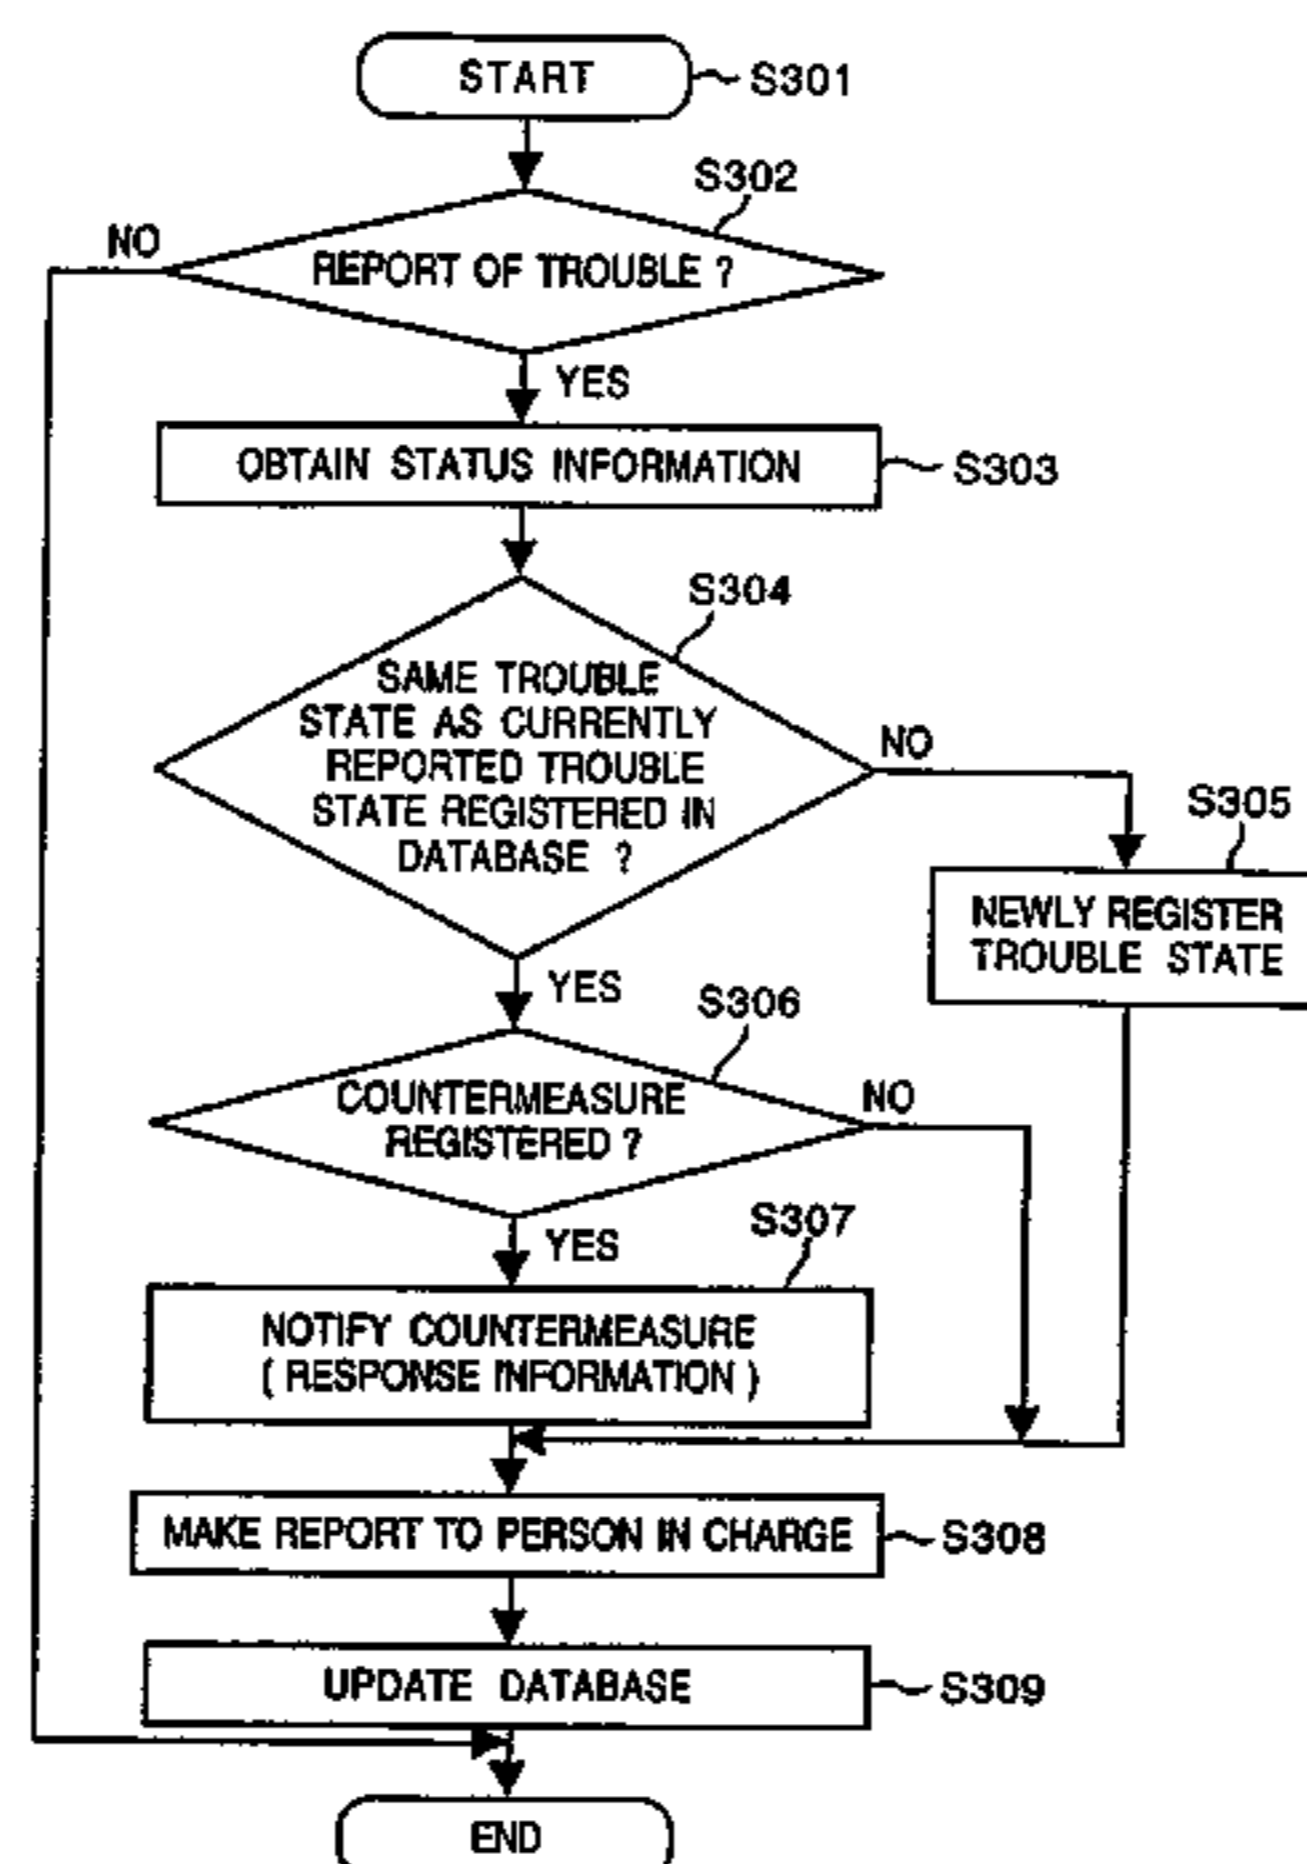 START
S301
S302
NO
REPORT OF TROUBLE ?
YES
OBTAIN STATUS INFORMATION
S303
S304
SAME TROUBLE
STATE AS CURRENTLY
REPORTED TROUBLE
STATE REGISTERED IN
DATABASE ?
NO
S305
NEWLY REGISTER
TROUBLE STATE
YES
S306
COUNTERMEASURE
REGISTERED ?
NO
YES
S307
NOTIFY COUNTERMEASURE
( RESPONSE INFORMATION )
MAKE REPORT TO PERSON IN CHARGE
S308
UPDATE DATABASE
S309
END